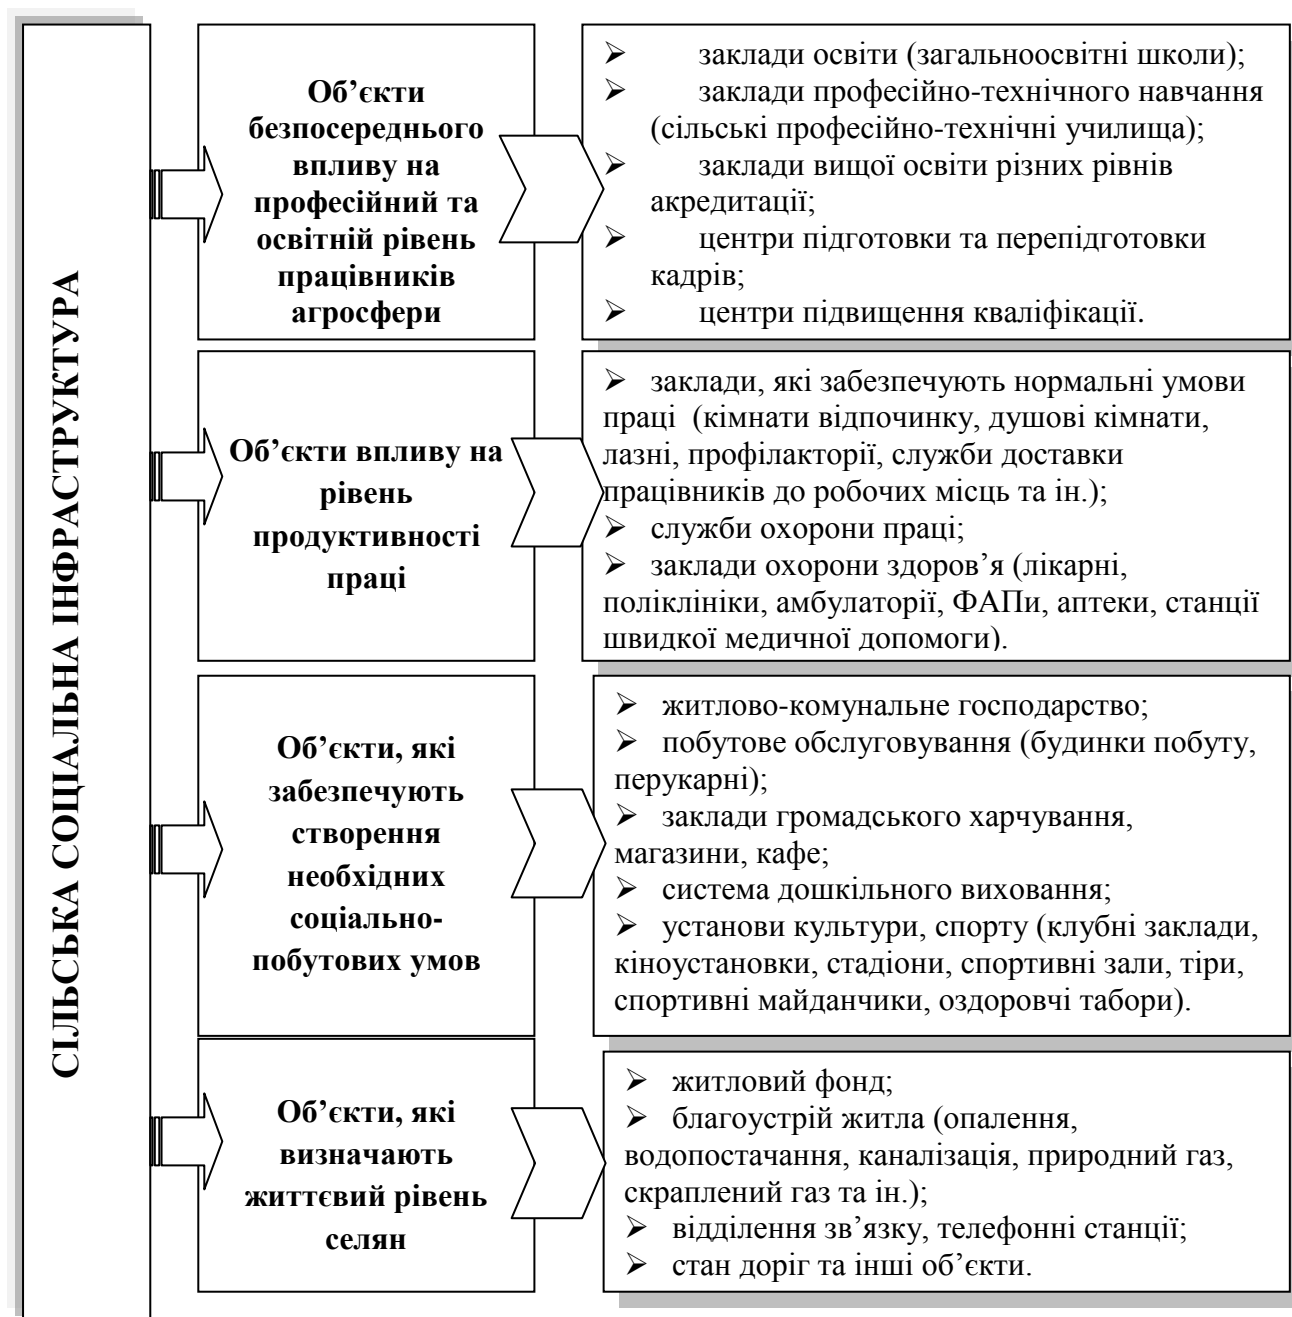 СІЛЬСЬКА СОЦІАЛЬНА ІНФРАСТРУКТУРА
Об’єкти
безпосереднього
впливу на
професійний та
освітній рівень
працівників
агросфери
➢ заклади освіти (загальноосвітні школи);
➢ заклади професійно-технічного навчання
(сільські професійно-технічні училища);
➢ заклади вищої освіти різних рівнів
акредитації;
➢ центри підготовки та перепідготовки
кадрів;
➢ центри підвищення кваліфікації.
Об’єкти впливу на
рівень
продуктивності
праці
➢ заклади, які забезпечують нормальні умови
праці (кімнати відпочинку, душові кімнати,
лазні, профілакторії, служби доставки
працівників до робочих місць та ін.);
➢ служби охорони праці;
➢ заклади охорони здоров’я (лікарні,
поліклініки, амбулаторії, ФАПи, аптеки, станції
швидкої медичної допомоги).
Об’єкти, які
забезпечують
створення
необхідних
соціально-
побутових умов
➢ житлово-комунальне господарство;
➢ побутове обслуговування (будинки побуту,
перукарні);
➢ заклади громадського харчування,
магазини, кафе;
➢ система дошкільного виховання;
➢ установи культури, спорту (клубні заклади,
кіноустановки, стадіони, спортивні зали, тіри,
спортивні майданчики, оздоровчі табори).
Об’єкти, які
визначають
життєвий рівень
селян
➢ житловий фонд;
➢ благоустрій житла (опалення,
водопостачання, каналізація, природний газ,
скраплений газ та ін.);
➢ відділення зв’язку, телефонні станції;
➢ стан доріг та інші об’єкти.